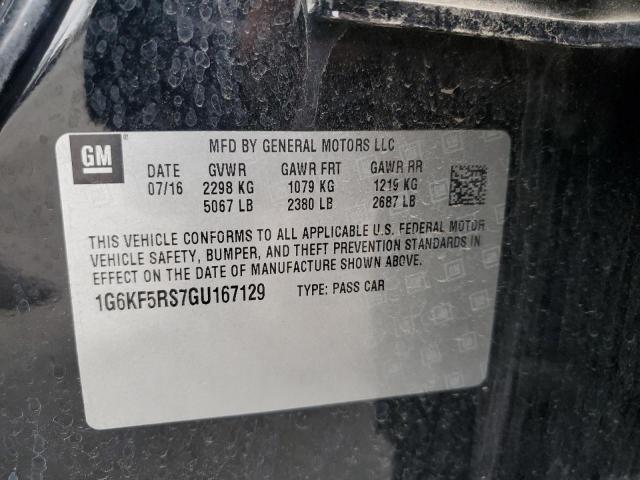 GM
MFD BY GENERAL MOTORS LLC
DATE GVWR GAWR FRT GAWR RR
07/16 2298 KG 1079 KG 1219 KG
5067 LB 2380 LB 2687 LB
THIS VEHICLE CONFORMS TO ALL APPLICABLE U.S. FEDERAL MOTOR
VEHICLE SAFETY, BUMPER, AND THEFT PREVENTION STANDARDS IN
EFFECT ON THE DATE OF MANUFACTURE SHOWN ABOVE.
1G6KF5RS7GU167129 TYPE: PASS CAR